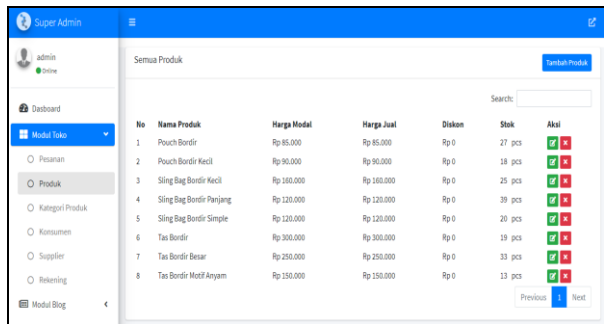 Super Admin
admin
Online
Dasboard
Modul Toko
Pesanan
Produk
Kategori Produk
Konsumen
Supplier
Rekening
Modul Blog
Semua Produk
Tambah Produk
Search:
No Nama Produk Harga Modal Harga Jual Diskon Stok Aksi
1 Pouch Bordir Rp 85.000 Rp 85.000 Rp 0 27 pcs
2 Pouch Bordir Kecil Rp 90.000 Rp 90.000 Rp 0 18 pcs
3 Sling Bag Bordir Kecil Rp 160.000 Rp 160.000 Rp 0 25 pcs
4 Sling Bag Bordir Panjang Rp 120.000 Rp 120.000 Rp 0 39 pcs
5 Sling Bag Bordir Simple Rp 120.000 Rp 120.000 Rp 0 20 pcs
6 Tas Bordir Rp 300.000 Rp 300.000 Rp 0 19 pcs
7 Tas Bordir Besar Rp 250.000 Rp 250.000 Rp 0 33 pcs
8 Tas Bordir Motif Anyam Rp 150.000 Rp 150.000 Rp 0 13 pcs
Previous 1 Next